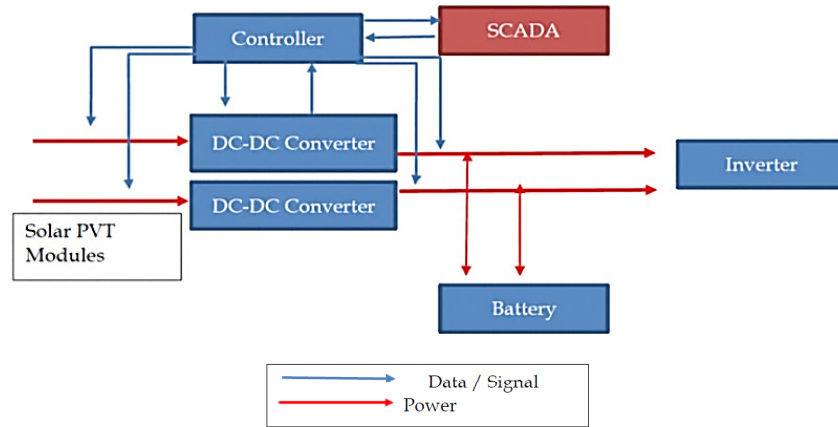 Controller
SCADA
DC-DC Converter
Inverter
DC-DC Converter
Solar PVT
Modules
Battery
Data / Signal
Power